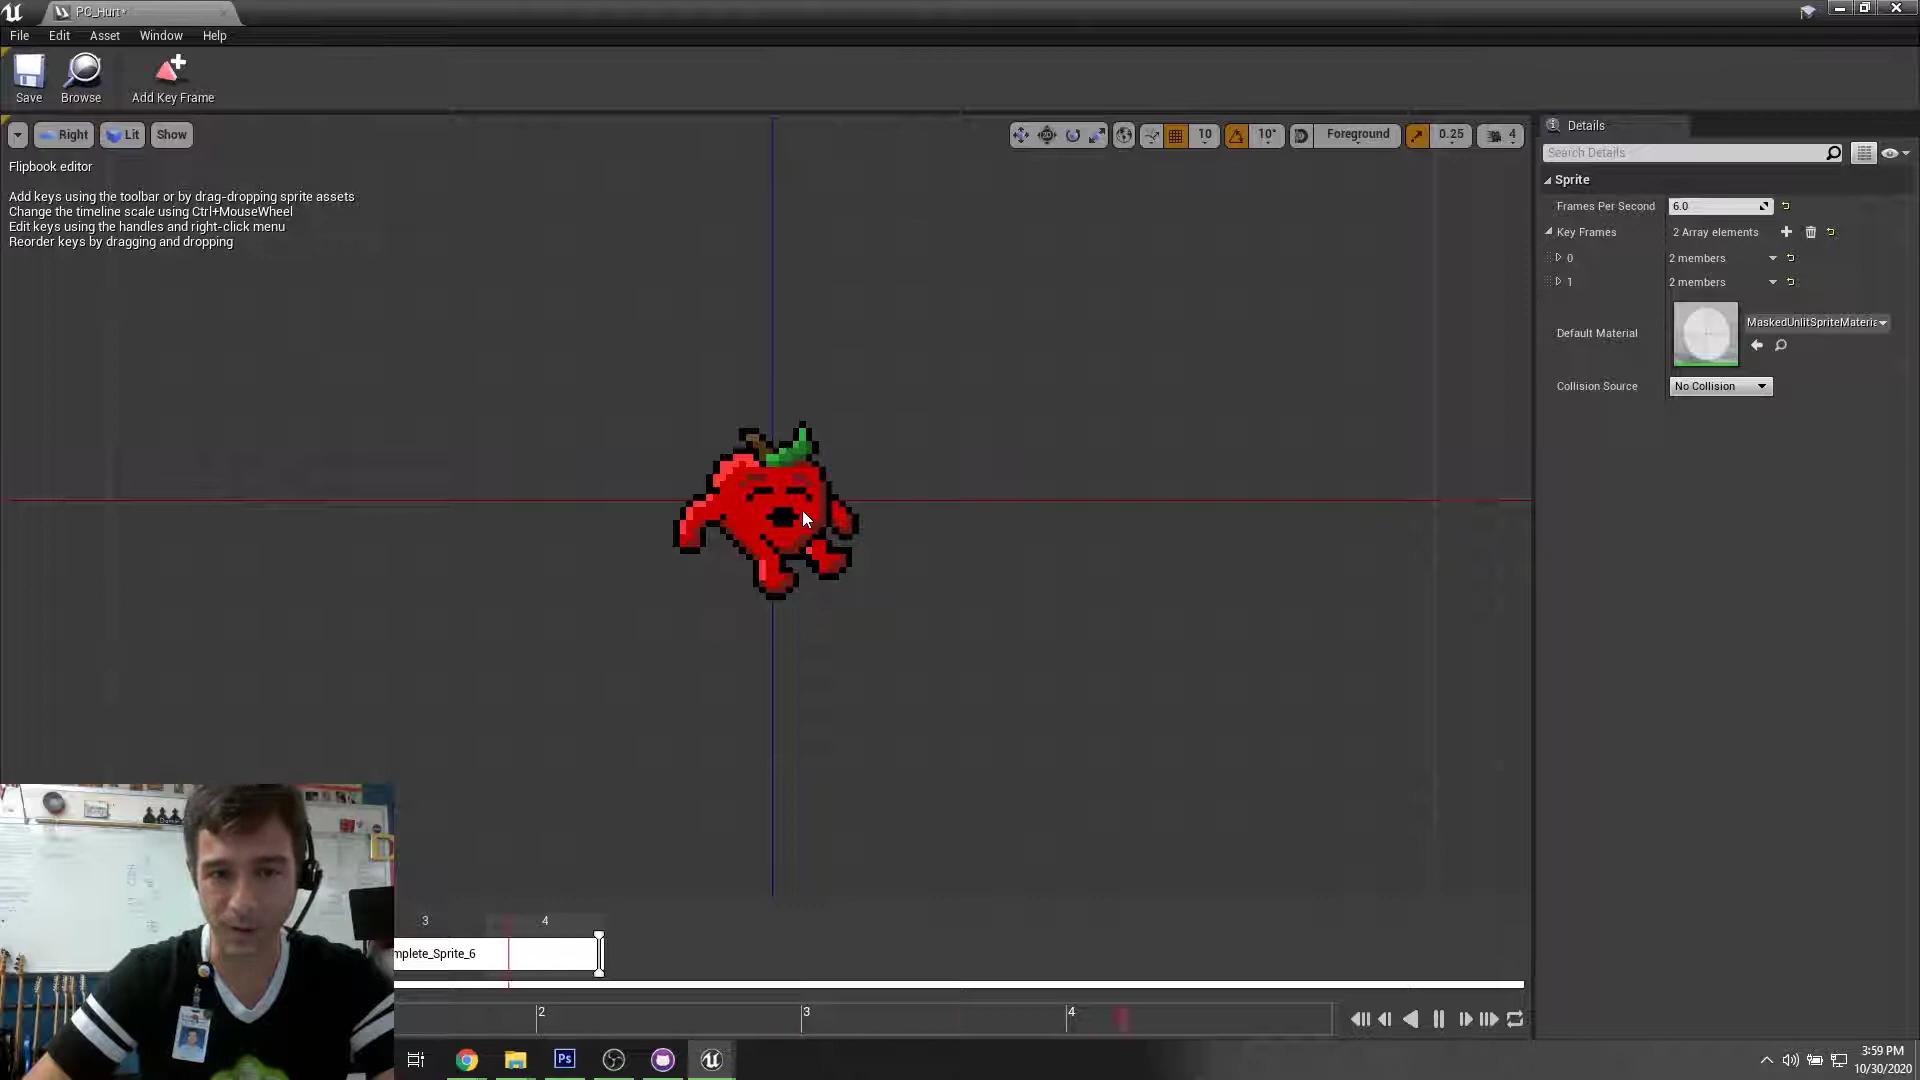 PC_Hurt*
File Edit Asset Window Help
Save Browse Add Key Frame
Right Lit Show
10 10° Foreground 0.25 4
Flipbook editor
Add keys using the toolbar or by drag-dropping sprite assets
Change the timeline scale using Ctrl+MouseWheel
Edit keys using the handles and right-click menu
Reorder keys by dragging and dropping
Details
Search Details
Sprite
Frames Per Second 6.0
Key Frames 2 Array elements
0 2 members
1 2 members
Default Material MaskedUnlitSpriteMateria
Collision Source No Collision
3 4
mplete_Sprite_6
2 3 4
Ps
3:59 PM
10/30/2020